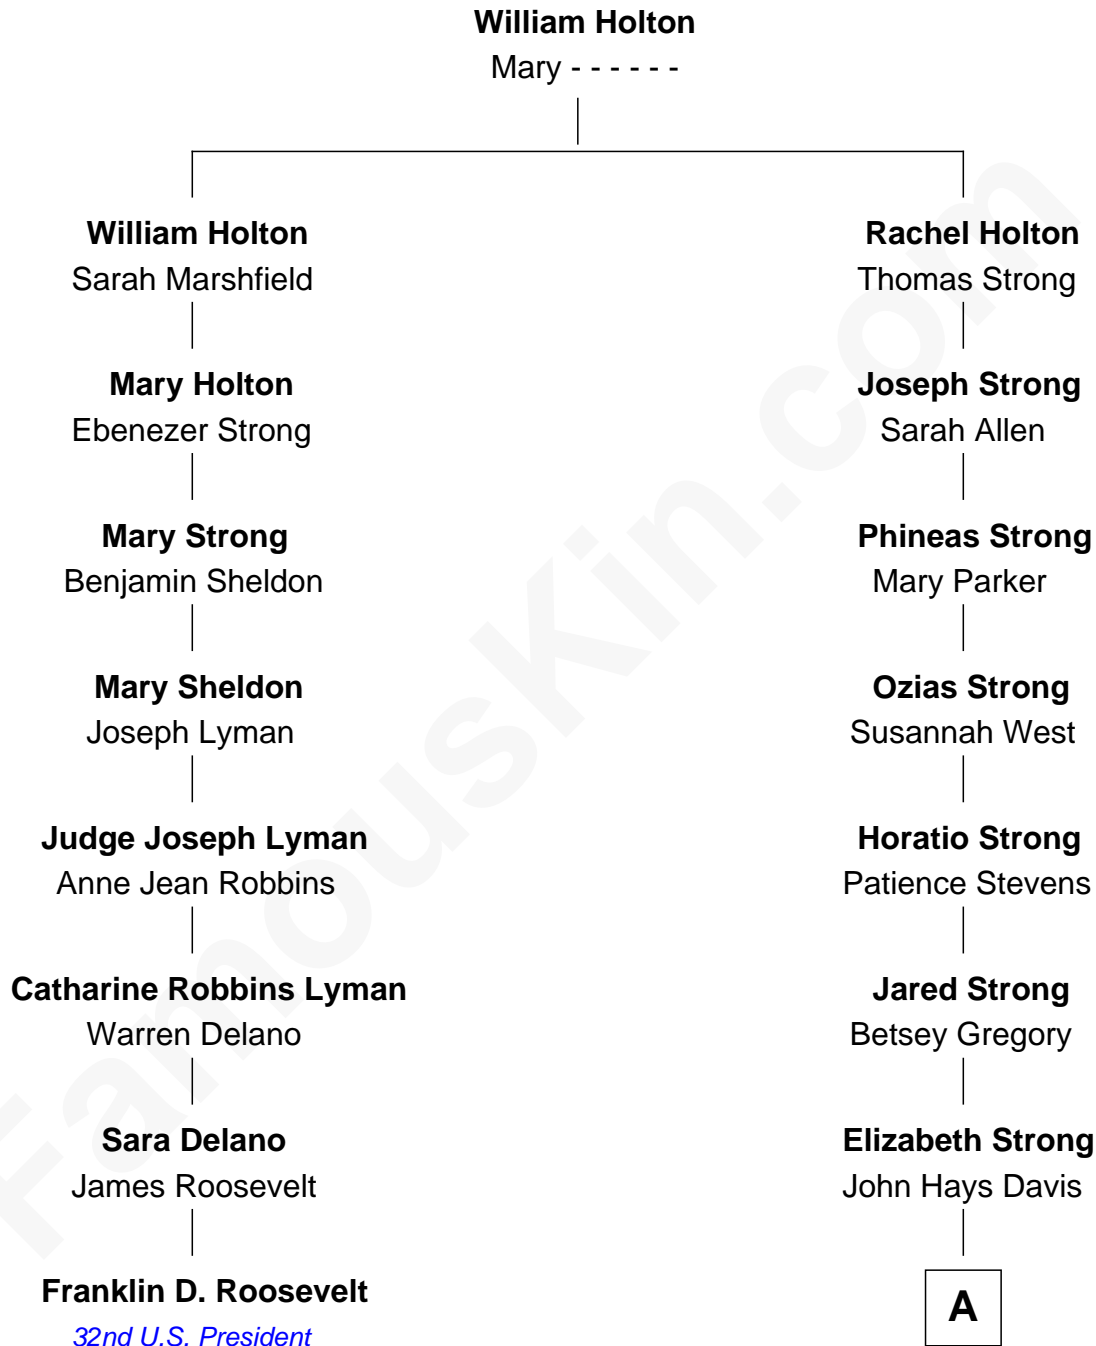 William Holton
Mary - - - - - -
William Holton
Sarah Marshfield
Rachel Holton
Thomas Strong
Mary Holton
Ebenezer Strong
Joseph Strong
Sarah Allen
Mary Strong
Benjamin Sheldon
Phineas Strong
Mary Parker
Mary Sheldon
Joseph Lyman
Ozias Strong
Susannah West
Judge Joseph Lyman
Anne Jean Robbins
Horatio Strong
Patience Stevens
Catharine Robbins Lyman
Warren Delano
Jared Strong
Betsey Gregory
Sara Delano
James Roosevelt
Elizabeth Strong
John Hays Davis
Franklin D. Roosevelt
32nd U.S. President
A
FamousKin.com